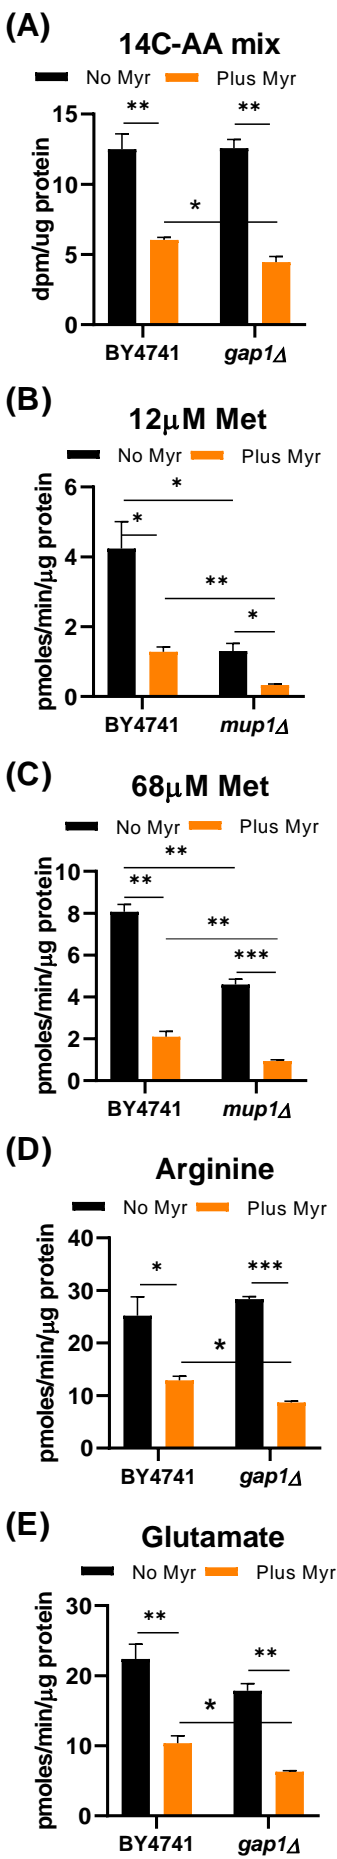 (A)
14C-AA mix
No Myr Plus Myr
dpm/ug protein
15
10
5
0
** **
*
BY4741 gap1Δ
(B)
12μM Met
No Myr Plus Myr
pmoles/min/μg protein
6
4
2
0
*
*
**
*
BY4741 mup1Δ
(C)
68μM Met
No Myr Plus Myr
pmoles/min/μg protein
10
8
6
4
2
0
**
**
**
***
BY4741 mup1Δ
(D)
Arginine
No Myr Plus Myr
pmoles/min/μg protein
40
30
20
10
0
* ***
*
BY4741 gap1Δ
(E)
Glutamate
No Myr Plus Myr
pmoles/min/μg protein
30
20
10
0
**
**
*
BY4741 gap1Δ